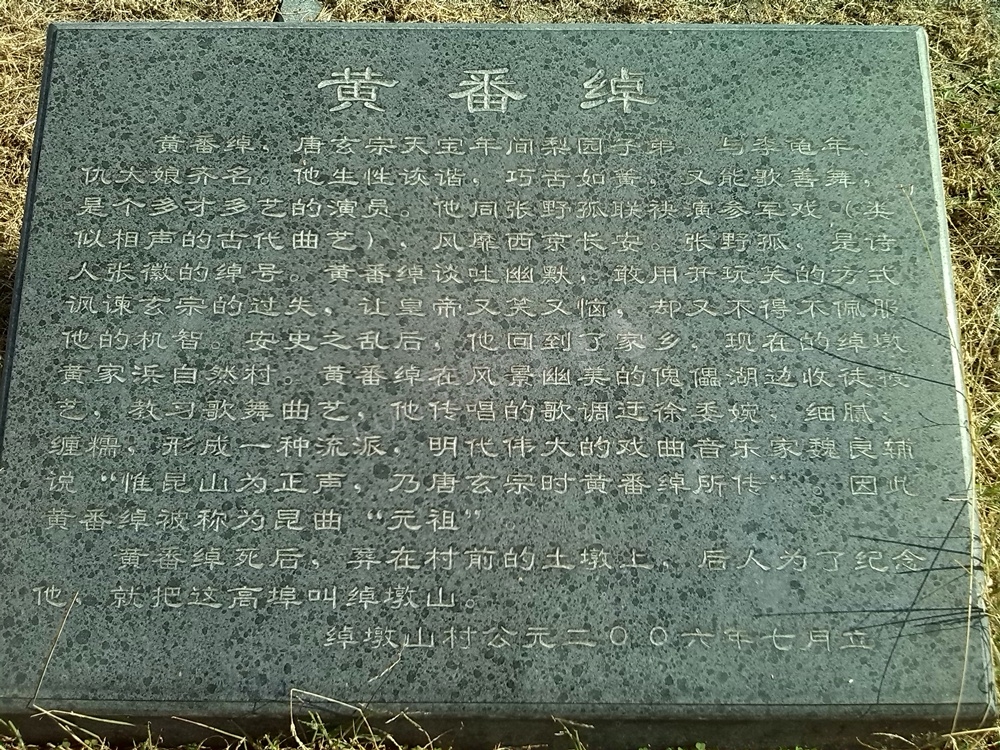 黄番绰
黄番绰，唐玄宗天宝年间梨园子弟。与李龟年、
仇大娘齐名。他生性诙谐，巧舌如黄，又能歌善舞，
是个多才多艺的演员。他同张野孤联袂演参军戏（类
似相声的古代曲艺），风靡西京长安。张野孤，是诗
人张徽的绰号。黄番绰谈吐幽默，敢用开玩笑的方式
讽谏玄宗的过失，让皇帝又笑又恼，却又不得不佩服
他的机智。安史之乱后，他回到了家乡，现在的绰墩
黄家浜自然村。黄番绰在风景幽美的傀儡湖边收徒授
艺，教习歌舞曲艺，他传唱的歌调迂徐委婉、细腻、
缠糯，形成一种流派，明代伟大的戏曲音乐家魏良辅
说“惟昆山为正声，乃唐玄宗时黄番绰所传”。因此
黄番绰被称为昆曲“元祖”。
黄番绰死后，葬在村前的土墩上，后人为了纪念
他，就把这高埠叫绰墩山。
绰墩山村公元二〇〇六年七月立